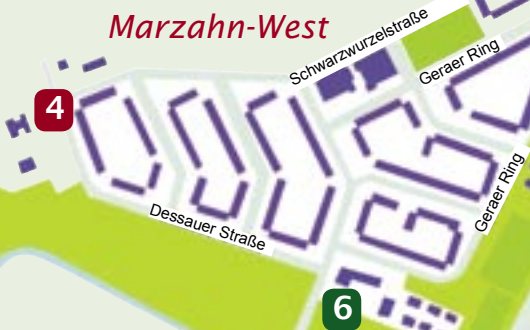 Marzahn-West
Schwarzwurzelstraße
Geraer Ring
4
Geraer Ring
Dessauer Straße
6